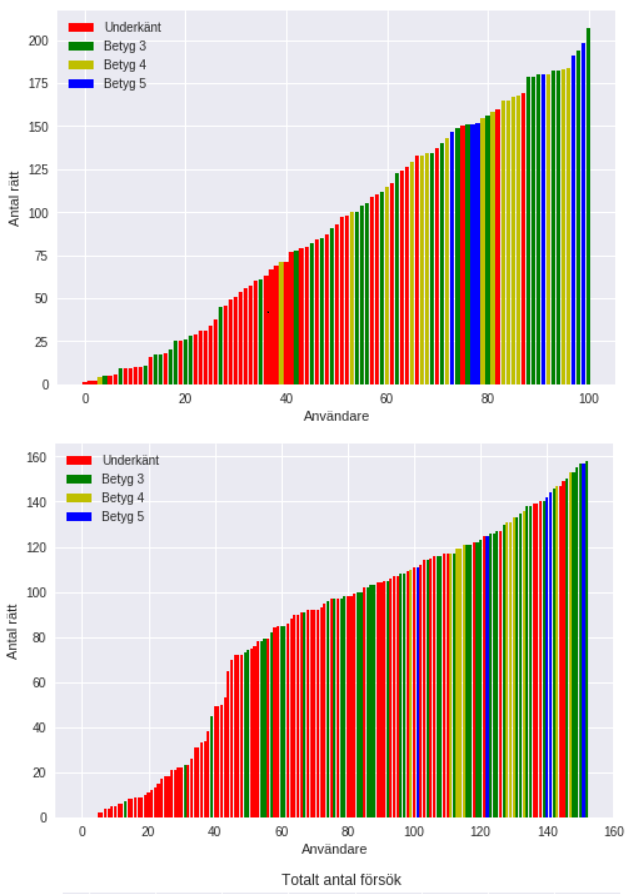 Underkänt
Betyg 3
Betyg 4
Betyg 5
Antal rätt
200
175
150
125
100
75
50
25
0
0 20 40 60 80 100
Användare
Underkänt
Betyg 3
Betyg 4
Betyg 5
Antal rätt
160
140
120
100
80
60
40
20
0
0 20 40 60 80 100 120 140 160
Användare
Totalt antal försök